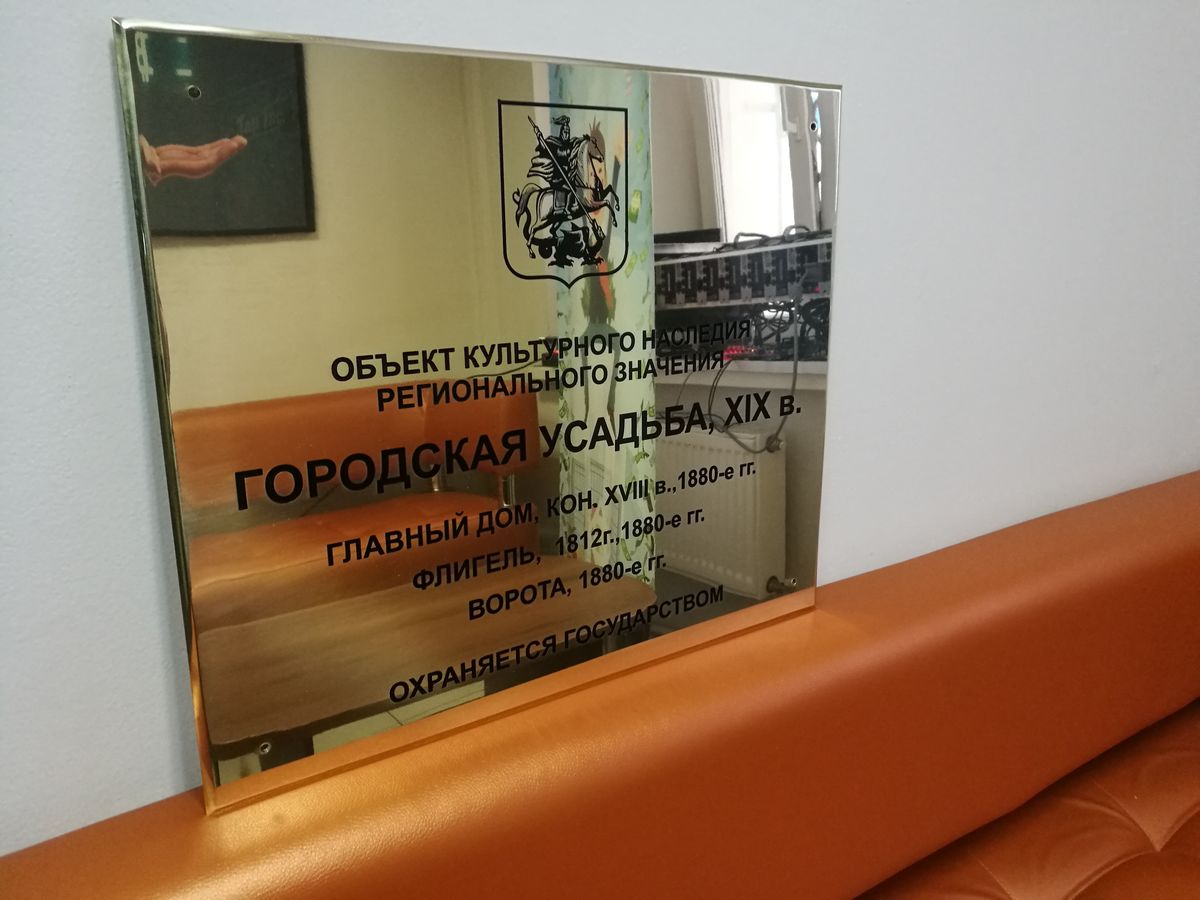 ОБЪЕКТ КУЛЬТУРНОГО НАСЛЕДИЯ
РЕГИОНАЛЬНОГО ЗНАЧЕНИЯ
ГОРОДСКАЯ УСАДЬБА, XIX в.
ГЛАВНЫЙ ДОМ, КОН. XVIII в.,1880-е гг.
ФЛИГЕЛЬ, 1812г.,1880-е гг.
ВОРОТА, 1880-е гг.
ОХРАНЯЕТСЯ ГОСУДАРСТВОМ